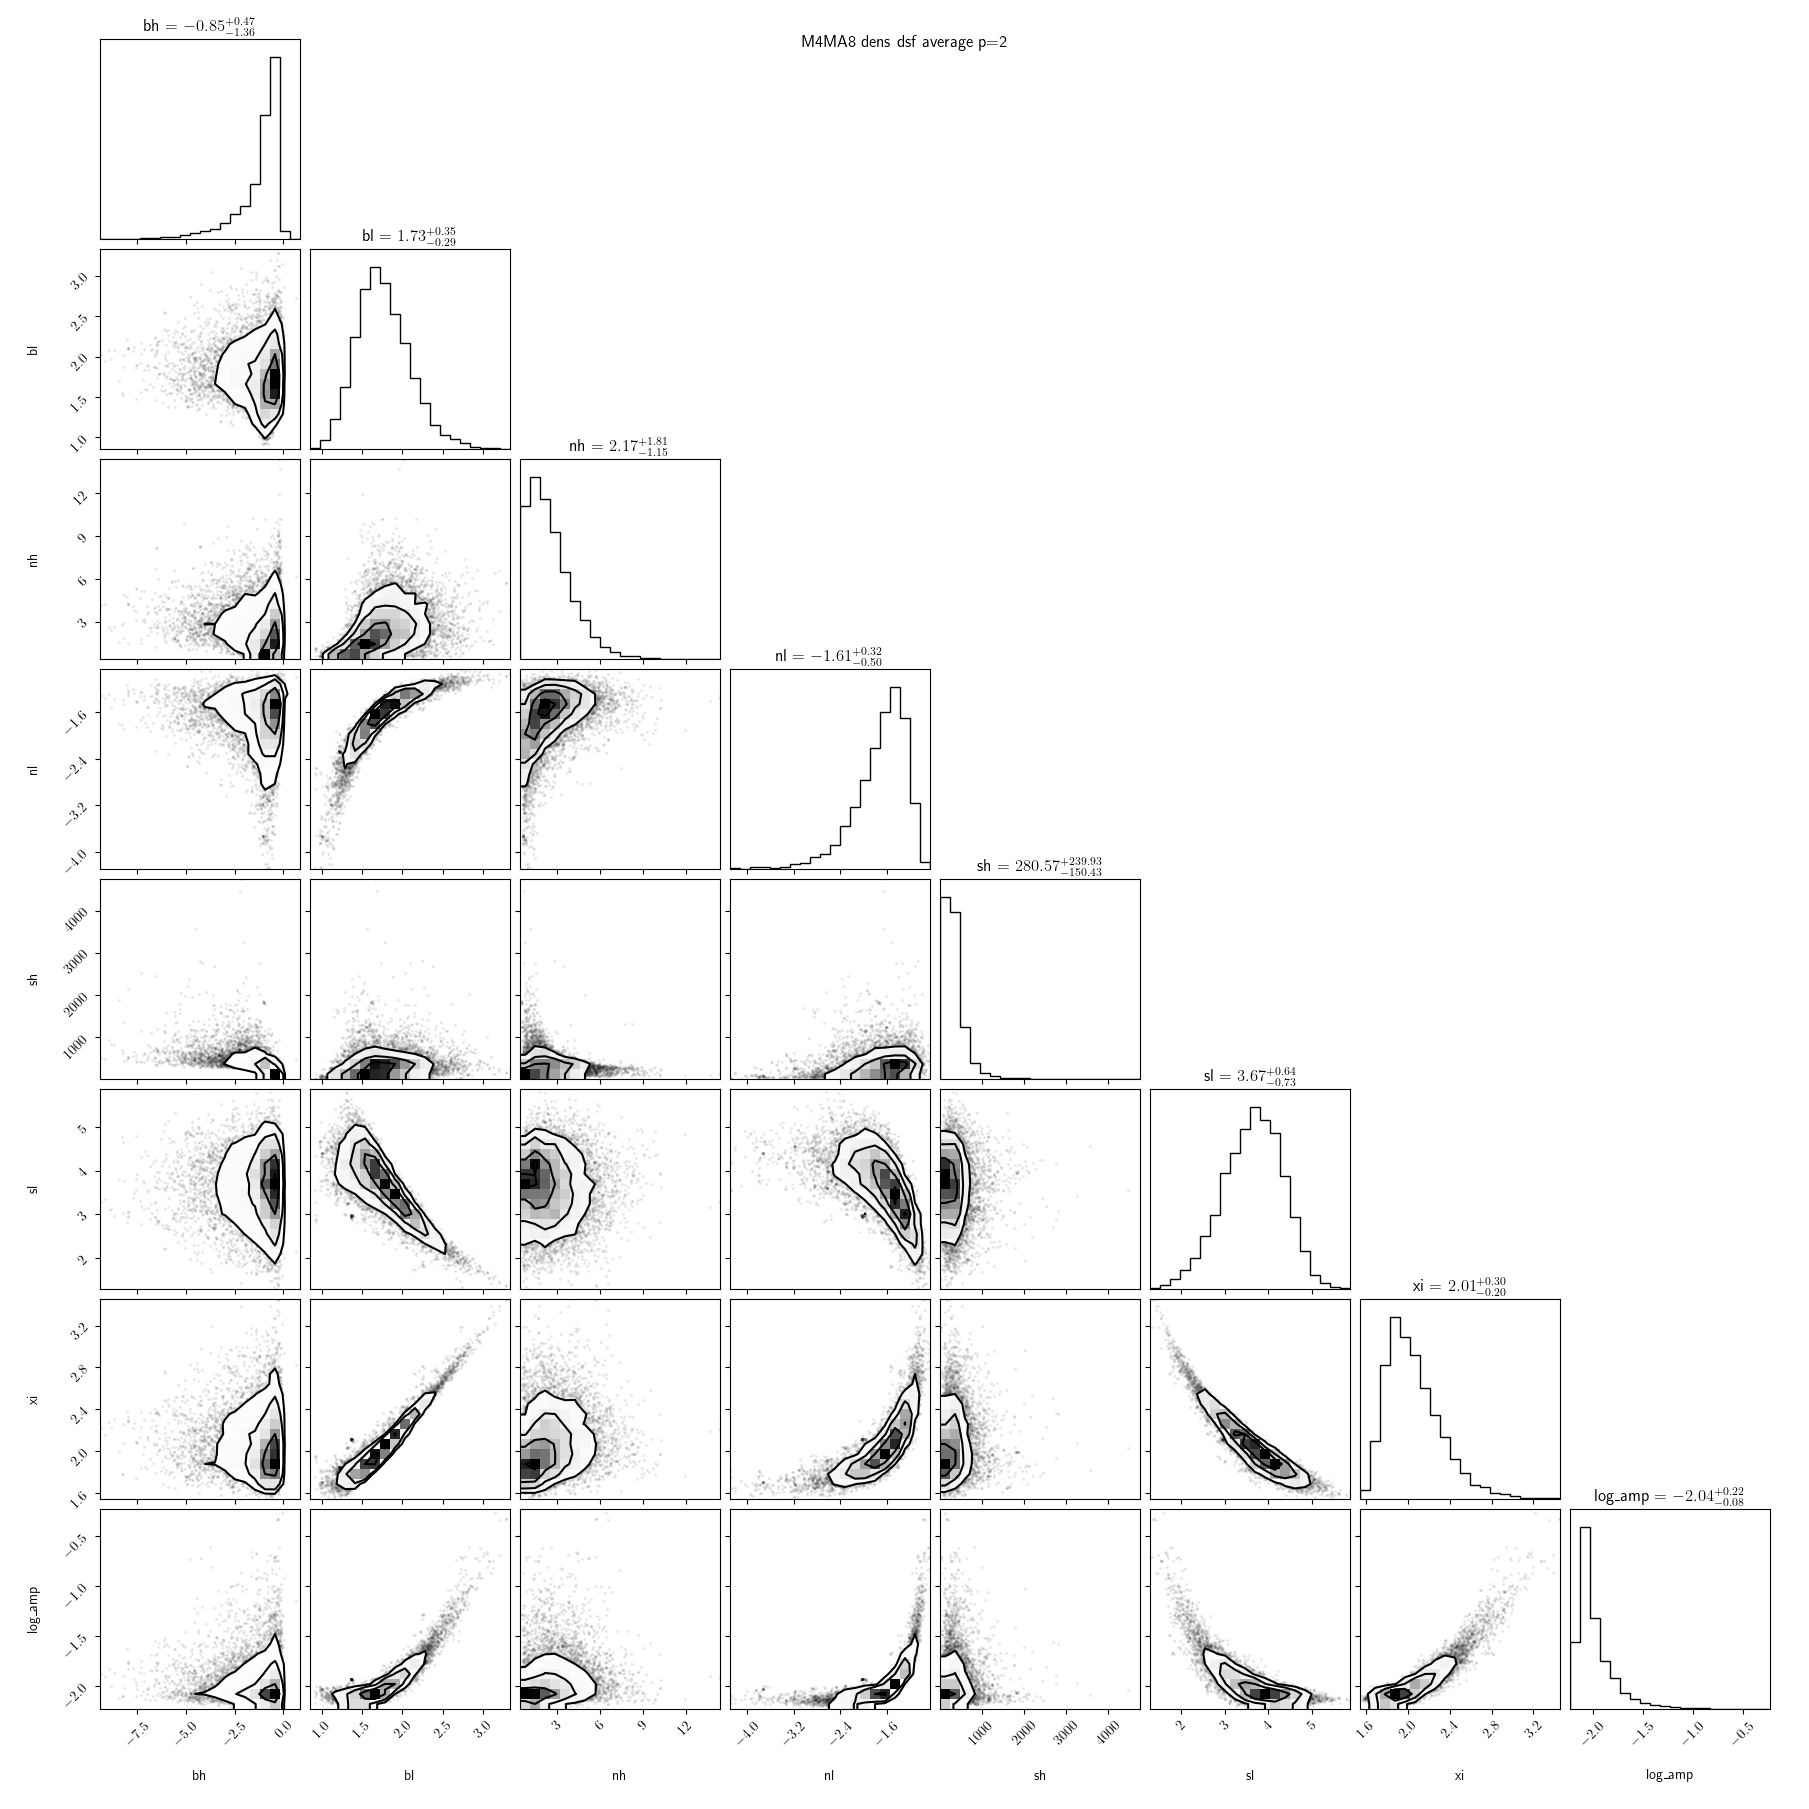 bh = −0.85+0.47−1.36
M4MA8 dens dsf average p=2
bl = 1.73+0.35−0.29
3.0
2.5
2.0
1.5
1.0
bl
nh = 2.17+1.81−1.15
12
9
6
3
nh
nl = −1.61+0.32−0.50
−1.6
−2.4
−3.2
−4.0
nl
sh = 280.57+239.93−150.43
4000
3000
2000
1000
sh
sl = 3.67+0.64−0.73
5
4
3
2
sl
xi = 2.01+0.30−0.20
3.2
2.8
2.4
2.0
1.6
xi
log_amp = −2.04+0.22−0.08
−0.5
−1.0
−1.5
−2.0
log_amp
−7.5 −5.0 −2.5 0.0 1.0 1.5 2.0 2.5 3.0 3 6 9 12 −4.0 −3.2 −2.4 −1.6 1000 2000 3000 4000 2 3 4 5 1.6 2.0 2.4 2.8 3.2 −2.0 −1.5 −1.0 −0.5
bh bl nh nl sh sl xi log_amp